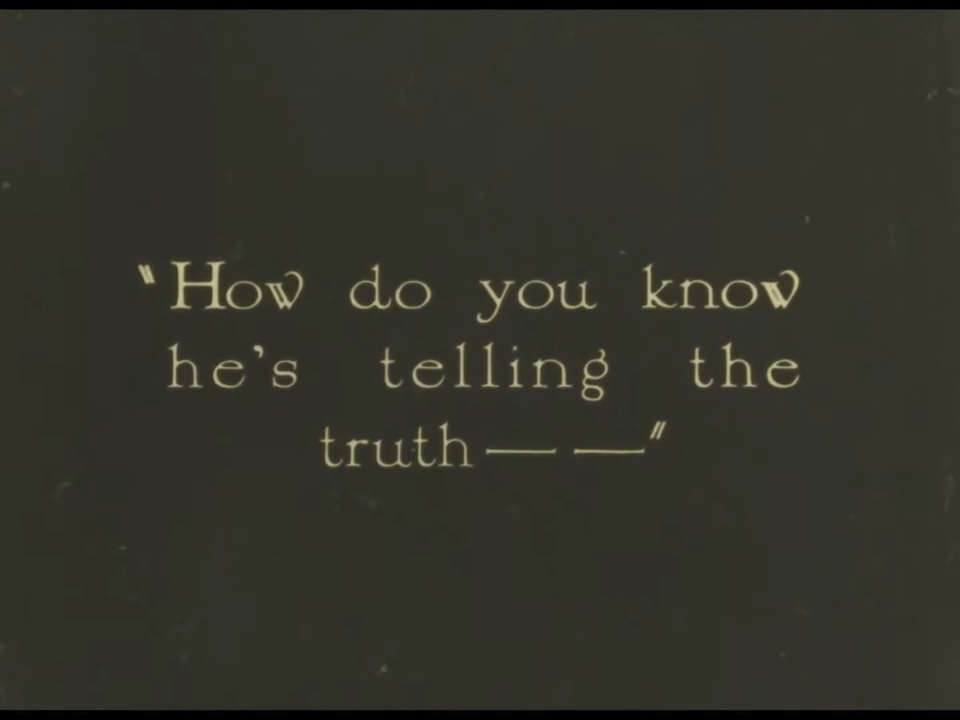 "How do you know
he's telling the
truth — —"